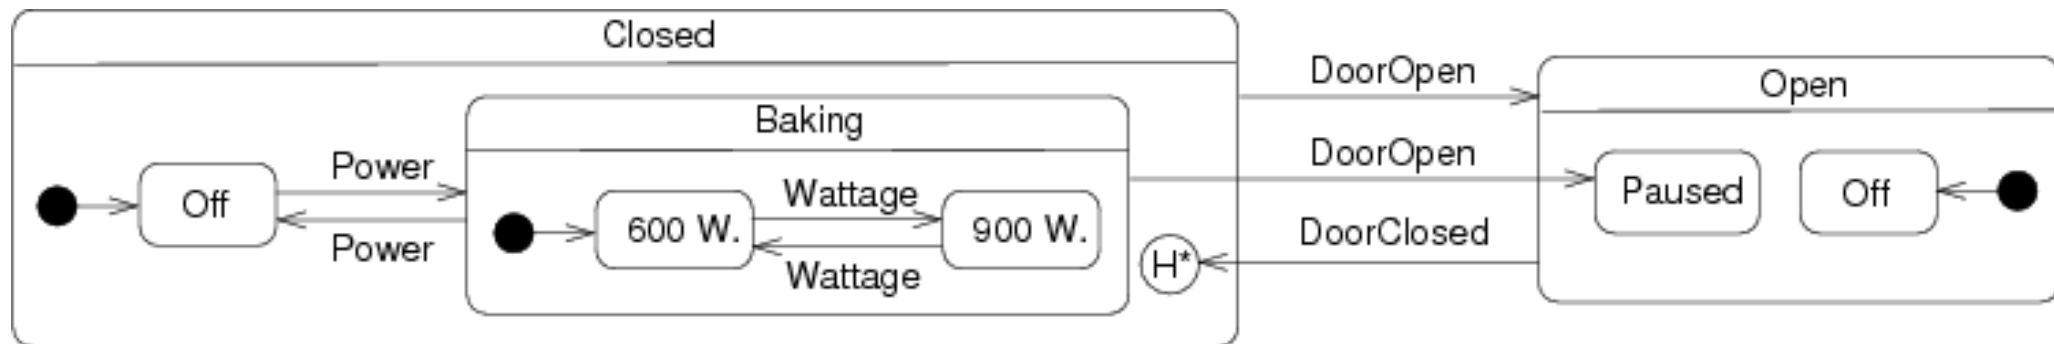 Closed
DoorOpen
Open
Baking
DoorOpen
Power
Off
Wattage
Paused
Off
600 W.
900 W.
Power
Wattage
DoorClosed
H*